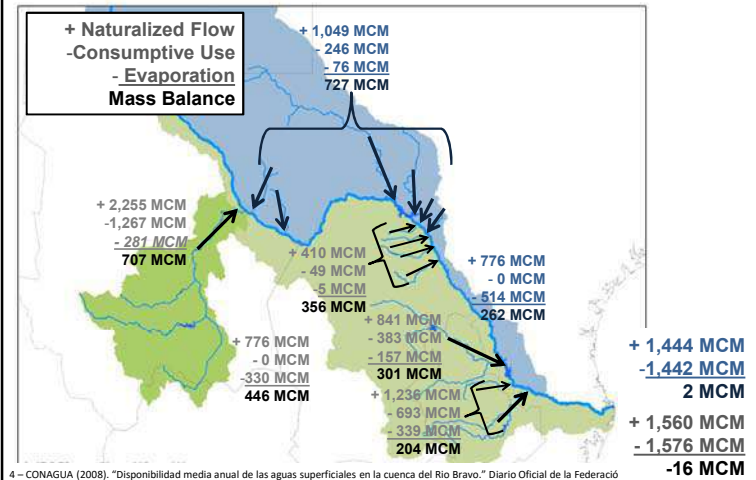 + Naturalized Flow
-Consumptive Use
- Evaporation
Mass Balance
+ 1,049 MCM
- 246 MCM
- 76 MCM
727 MCM
+ 2,255 MCM
-1,267 MCM
- 281 MCM
707 MCM
+ 410 MCM
- 49 MCM
-5 MCM
356 MCM
+ 776 MCM
- 0 MCM
- 514 MCM
262 MCM
+ 841 MCM
- 383 MCM
- 157 MCM
301 MCM
+ 776 MCM
- 0 MCM
-330 MCM
446 MCM
+ 1,236 MCM
- 693 MCM
- 339 MCM
204 MCM
+ 1,444 MCM
-1,442 MCM
2 MCM
+ 1,560 MCM
- 1,576 MCM
-16 MCM
4 – CONAGUA (2008). "Disponibilidad media anual de las aguas superficiales en la cuenca del Rio Bravo." Diario Oficial de la Federació